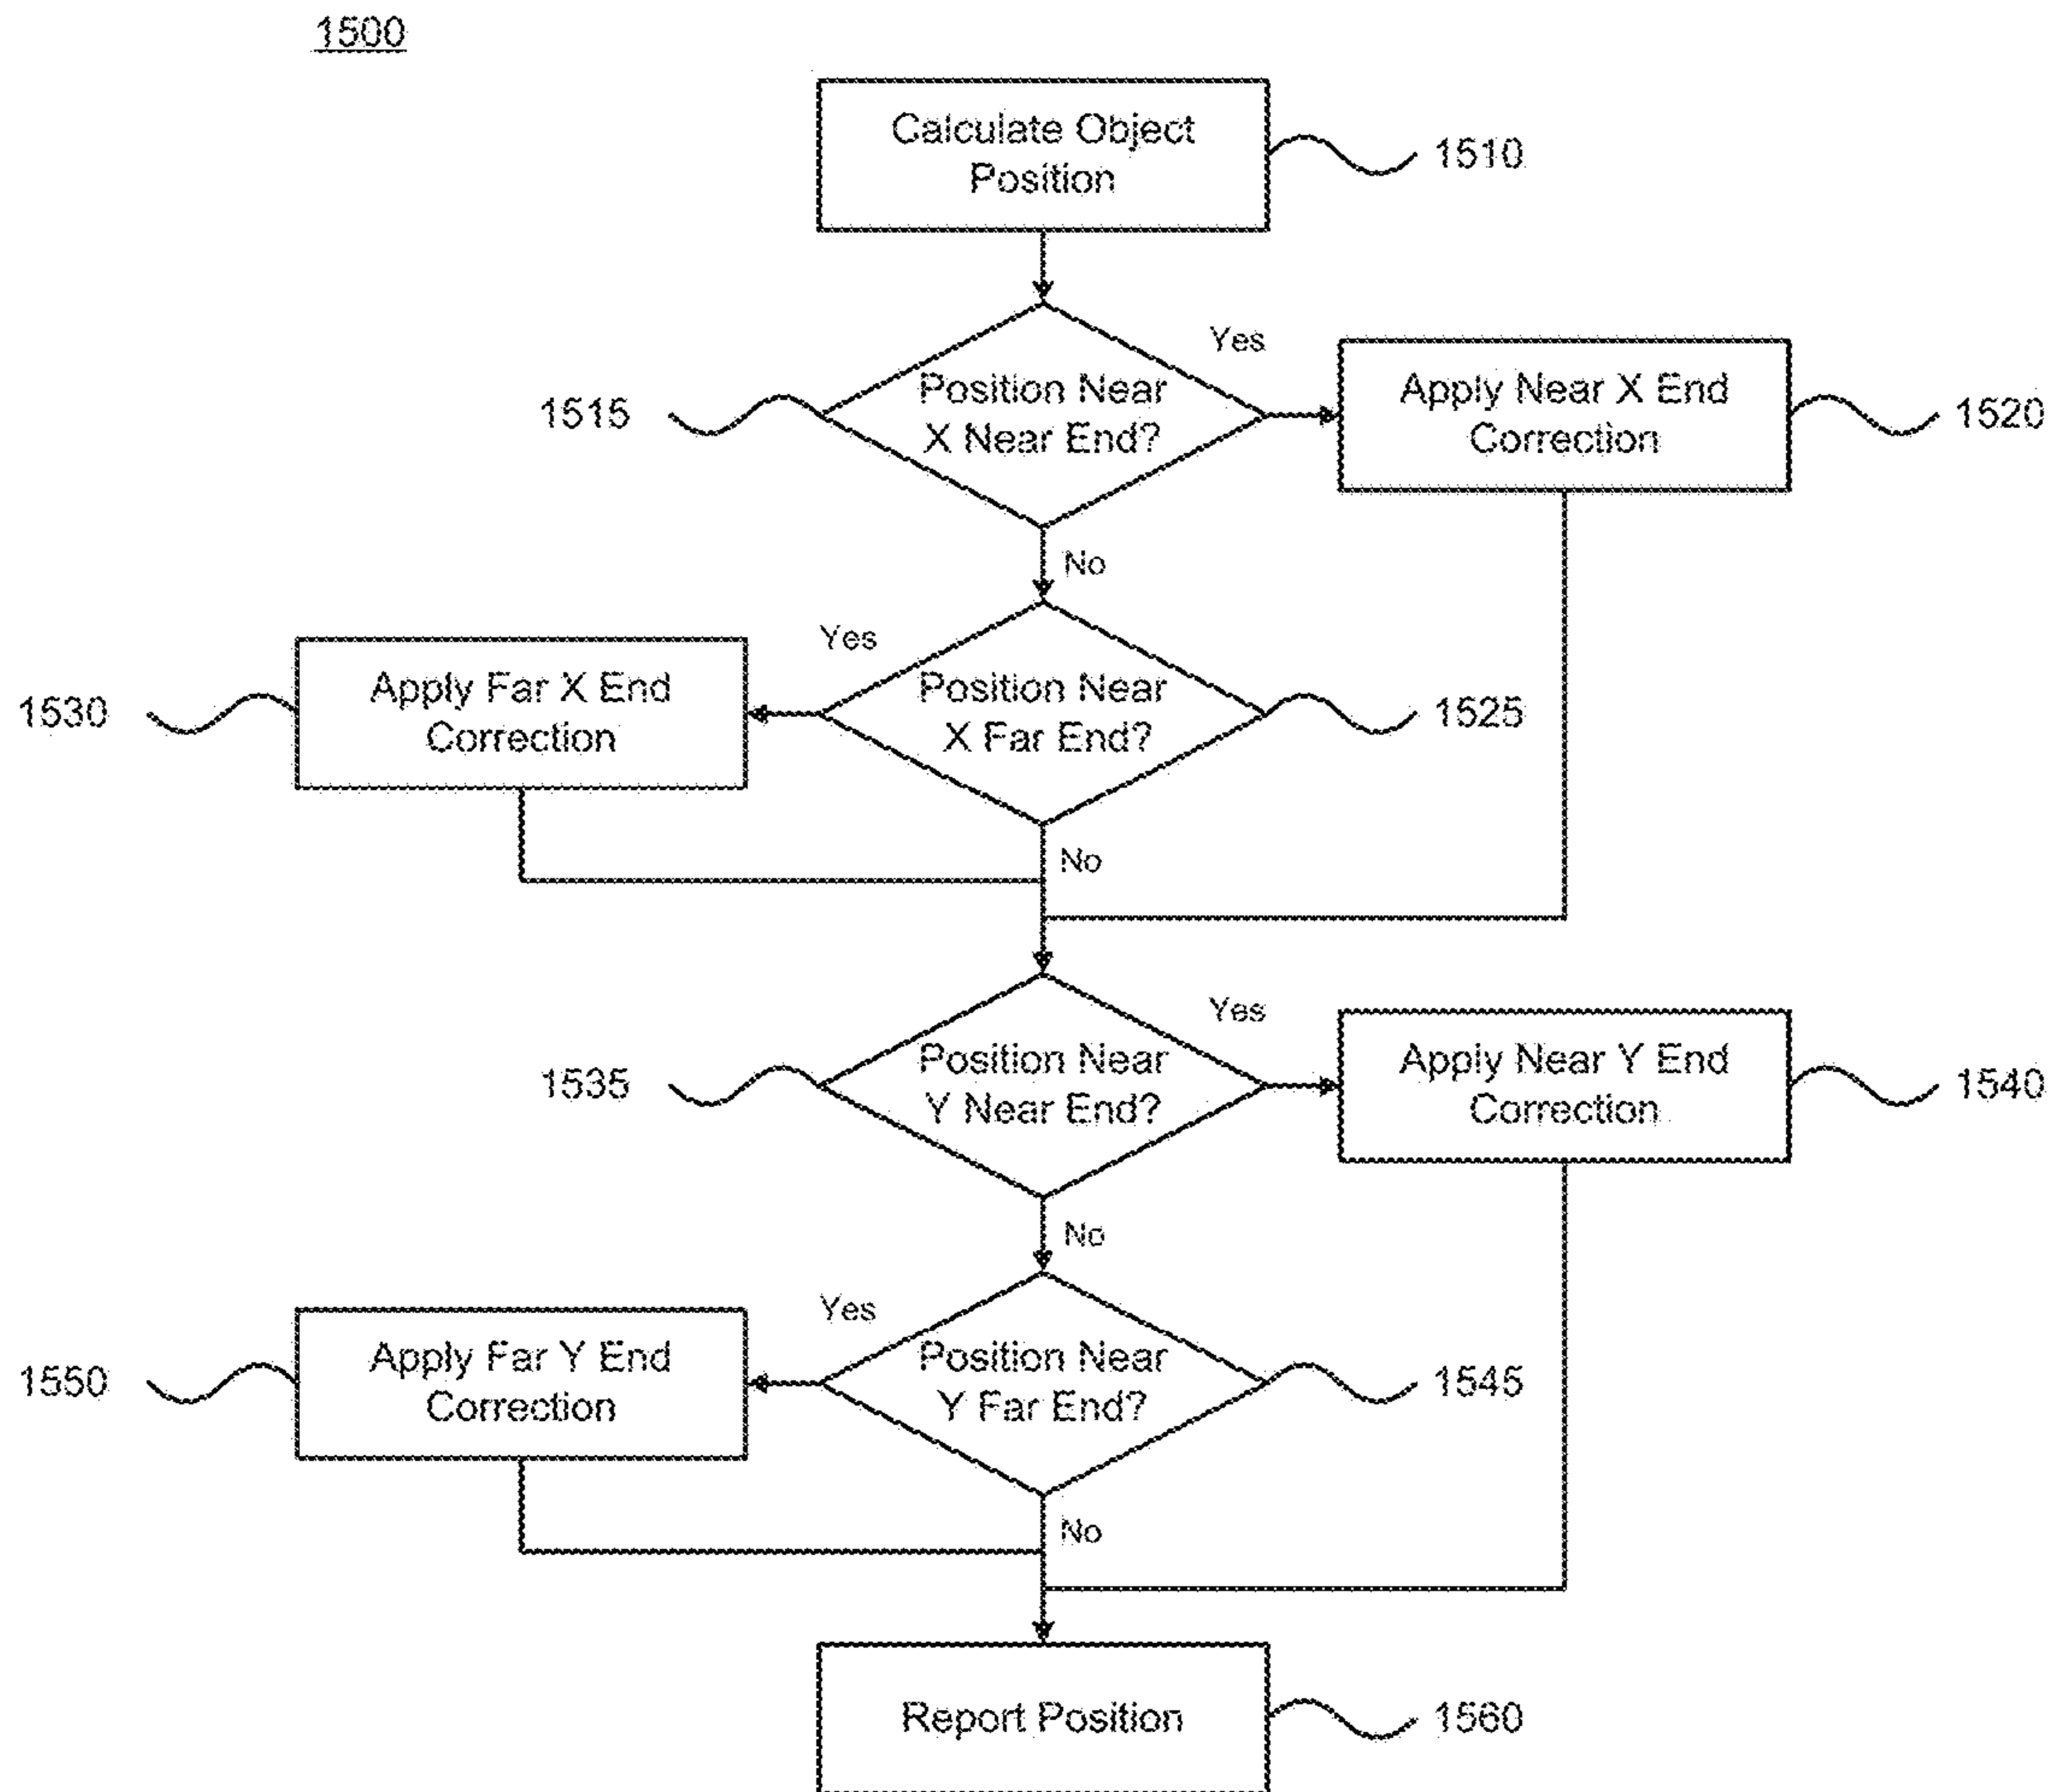 1500
Calculate Object
Position
1510
Yes
Position Near
X Near End?
1515
Apply Near X End
Correction
1520
No
Yes
Position Near
X Far End?
1525
Apply Far X End
Correction
1530
No
Yes
Position Near
Y Near End?
1535
Apply Near Y End
Correction
1540
No
Yes
Position Near
Y Far End?
1545
Apply Far Y End
Correction
1550
No
Report Position
1560